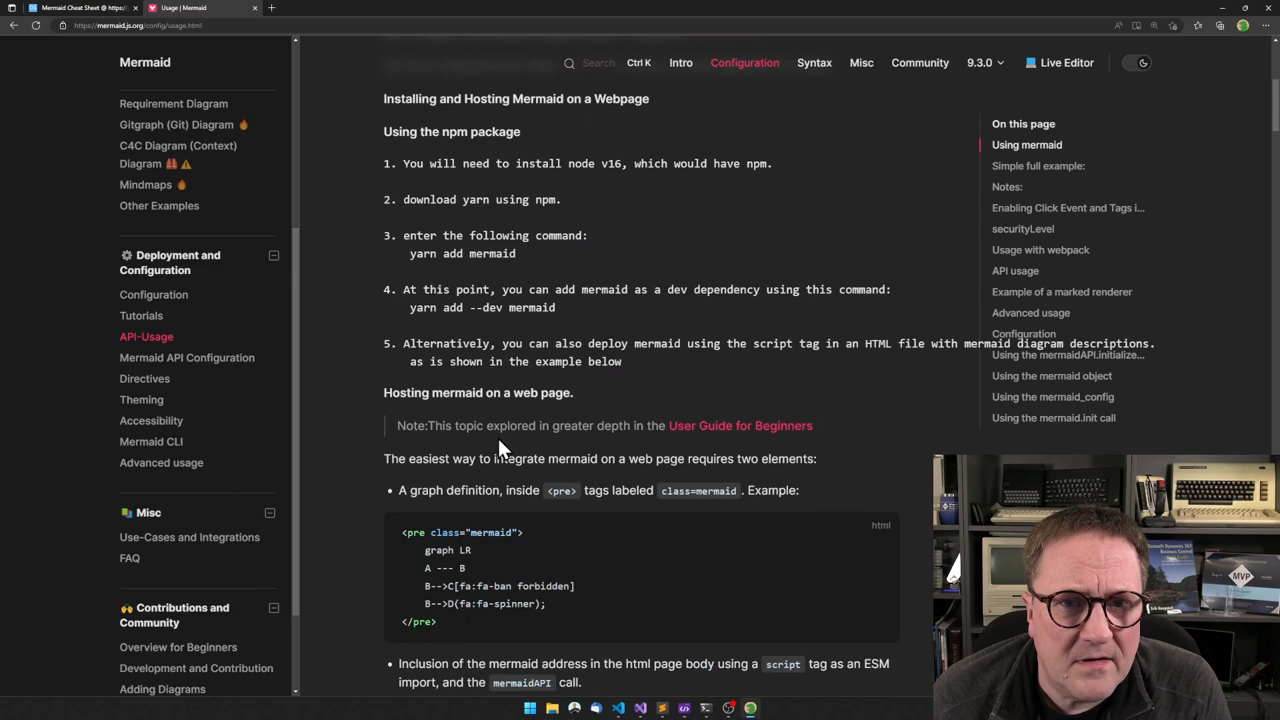 Mermaid Cheat Sheet @ https://
Usage | Mermaid
https://mermaid.js.org/config/usage.html
Mermaid
Search
Ctrl K
Intro
Configuration
Syntax
Misc
Community
9.3.0
Live Editor
Requirement Diagram
Gitgraph (Git) Diagram
C4C Diagram (Context)
Diagram
Mindmaps
Other Examples
Deployment and
Configuration
Configuration
Tutorials
API-Usage
Mermaid API Configuration
Directives
Theming
Accessibility
Mermaid CLI
Advanced usage
Misc
Use-Cases and Integrations
FAQ
Contributions and
Community
Overview for Beginners
Development and Contribution
Adding Diagrams
Installing and Hosting Mermaid on a Webpage
Using the npm package
1. You will need to install node v16, which would have npm.
2. download yarn using npm.
3. enter the following command:
yarn add mermaid
4. At this point, you can add mermaid as a dev dependency using this command:
yarn add --dev mermaid
5. Alternatively, you can also deploy mermaid using the script tag in an HTML file with mermaid diagram descriptions.
as is shown in the example below
Hosting mermaid on a web page.
Note:This topic explored in greater depth in the User Guide for Beginners
The easiest way to integrate mermaid on a web page requires two elements:
• A graph definition, inside <pre> tags labeled class=mermaid. Example:
html
<pre class="mermaid">
graph LR
A --- B
B-->C[fa:fa-ban forbidden]
B-->D(fa:fa-spinner);
</pre>
• Inclusion of the mermaid address in the html page body using a script tag as an ESM
import, and the mermaidAPI call.
On this page
Using mermaid
Simple full example:
Notes:
Enabling Click Event and Tags i...
securityLevel
Usage with webpack
API usage
Example of a marked renderer
Advanced usage
Configuration
Using the mermaidAPI.initialize...
Using the mermaid object
Using the mermaid_config
Using the mermaid.init call
MVP